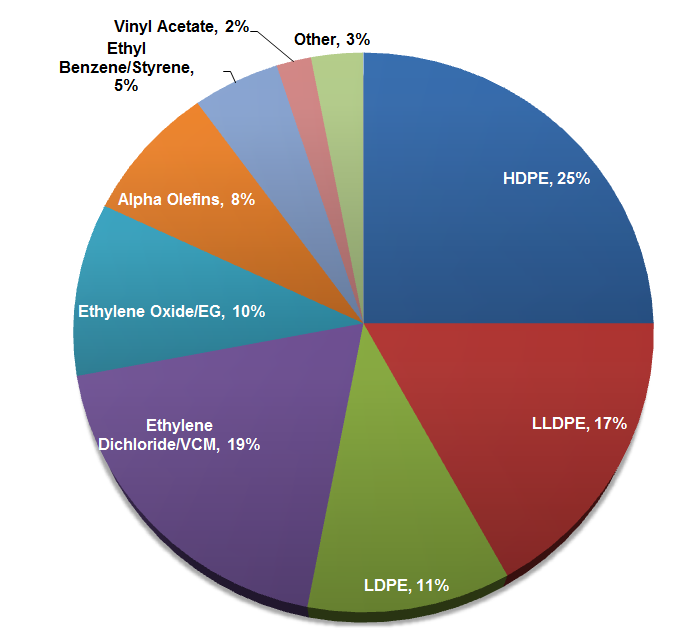 Vinyl Acetate, 2%
Other, 3%
Ethyl
Benzene/Styrene,
5%
HDPE, 25%
Alpha Olefins, 8%
Ethylene Oxide/EG, 10%
LLDPE, 17%
Ethylene
Dichloride/VCM, 19%
LDPE, 11%